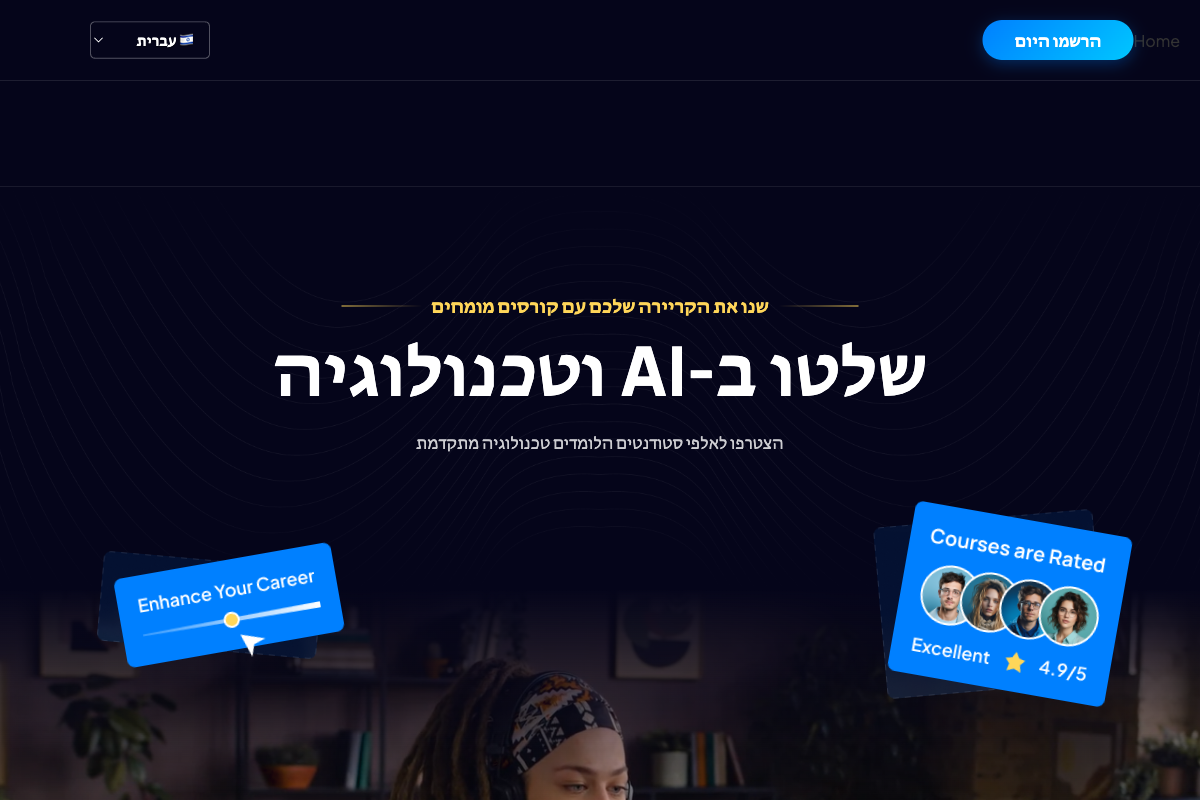 Home
הרשמו היום
עברית
שנו את הקריירה שלכם עם קורסים מומחים
שלטו ב-AI וטכנולוגיה
הצטרפו לאלפי סטודנטים הלומדים טכנולוגיה מתקדמת
Courses are Rated
Excellent 4.9/5
Enhance Your Career